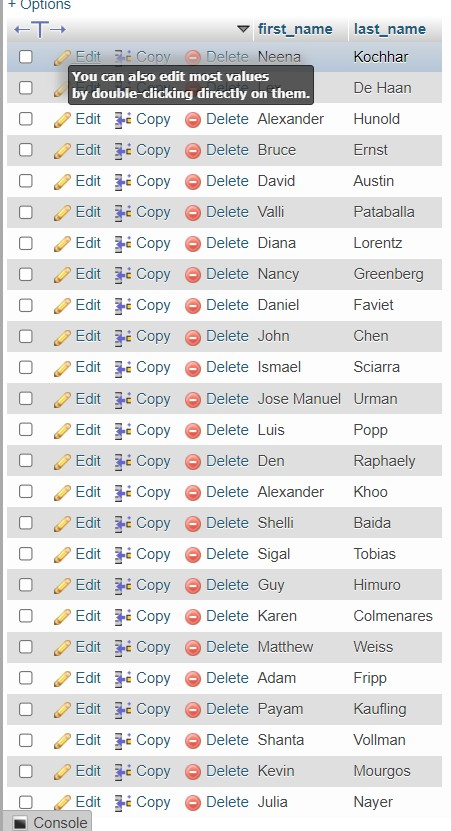 + Options
first_name last_name
Edit Copy Delete Neena Kochhar
You can also edit most values
by double-clicking directly on them.
De Haan
Edit Copy Delete Alexander Hunold
Edit Copy Delete Bruce Ernst
Edit Copy Delete David Austin
Edit Copy Delete Valli Pataballa
Edit Copy Delete Diana Lorentz
Edit Copy Delete Nancy Greenberg
Edit Copy Delete Daniel Faviet
Edit Copy Delete John Chen
Edit Copy Delete Ismael Sciarra
Edit Copy Delete Jose Manuel Urman
Edit Copy Delete Luis Popp
Edit Copy Delete Den Raphaely
Edit Copy Delete Alexander Khoo
Edit Copy Delete Shelli Baida
Edit Copy Delete Sigal Tobias
Edit Copy Delete Guy Himuro
Edit Copy Delete Karen Colmenares
Edit Copy Delete Matthew Weiss
Edit Copy Delete Adam Fripp
Edit Copy Delete Payam Kaufling
Edit Copy Delete Shanta Vollman
Edit Copy Delete Kevin Mourgos
Edit Copy Delete Julia Nayer
Console